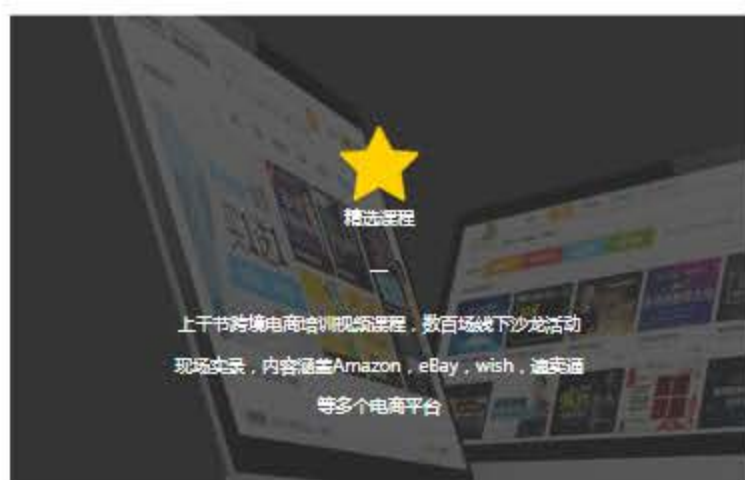 精选课程
—
上千节跨境电商培训视频课程，数百场线下沙龙活动
现场实录，内容涵盖Amazon，eBay，wish，速卖通
等多个电商平台